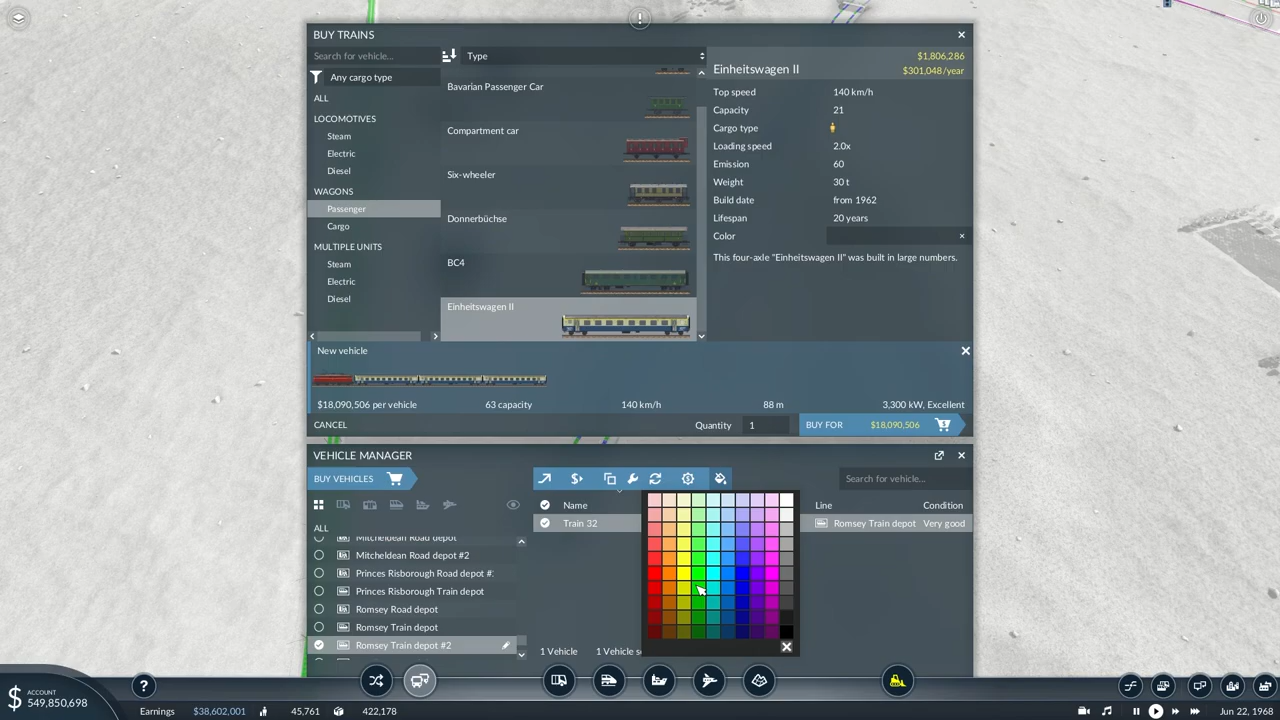 BUY TRAINS
Search for vehicle...
Type
Any cargo type
ALL
LOCOMOTIVES
Steam
Electric
Diesel
WAGONS
Passenger
Cargo
MULTIPLE UNITS
Steam
Electric
Diesel
Bavarian Passenger Car
Compartment car
Six-wheeler
Donnerbüchse
BC4
Einheitswagen II
$1,806,286
Einheitswagen II
$301,048/year
Top speed 140 km/h
Capacity 21
Cargo type
Loading speed 2.0x
Emission 60
Weight 30 t
Build date from 1962
Lifespan 20 years
Color
This four-axle "Einheitswagen II" was built in large numbers.
New vehicle
$18,090,506 per vehicle 63 capacity 140 km/h 88 m 3,300 kW, Excellent
CANCEL Quantity 1 BUY FOR $18,090,506
VEHICLE MANAGER
BUY VEHICLES
Search for vehicle...
ALL
Mitcheldean Road depot
Mitcheldean Road depot #2
Princes Risborough Road depot #
Princes Risborough Train depot
Romsey Road depot
Romsey Train depot
Romsey Train depot #2
Name Line Condition
Train 32 Romsey Train depot Very good
1 Vehicle 1 Vehicle s
ACCOUNT
$ 549,850,698
?
Earnings $38,602,001 45,761 422,178
Jun 22, 1968